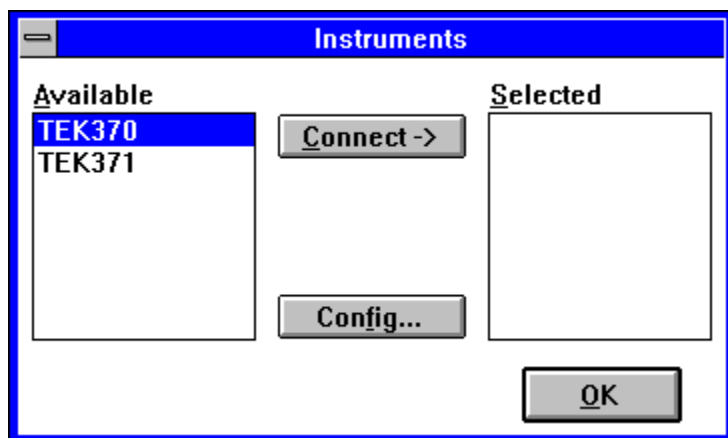 Instruments
Available
TEK370
TEK371
Connect ->
Config...
Selected
OK